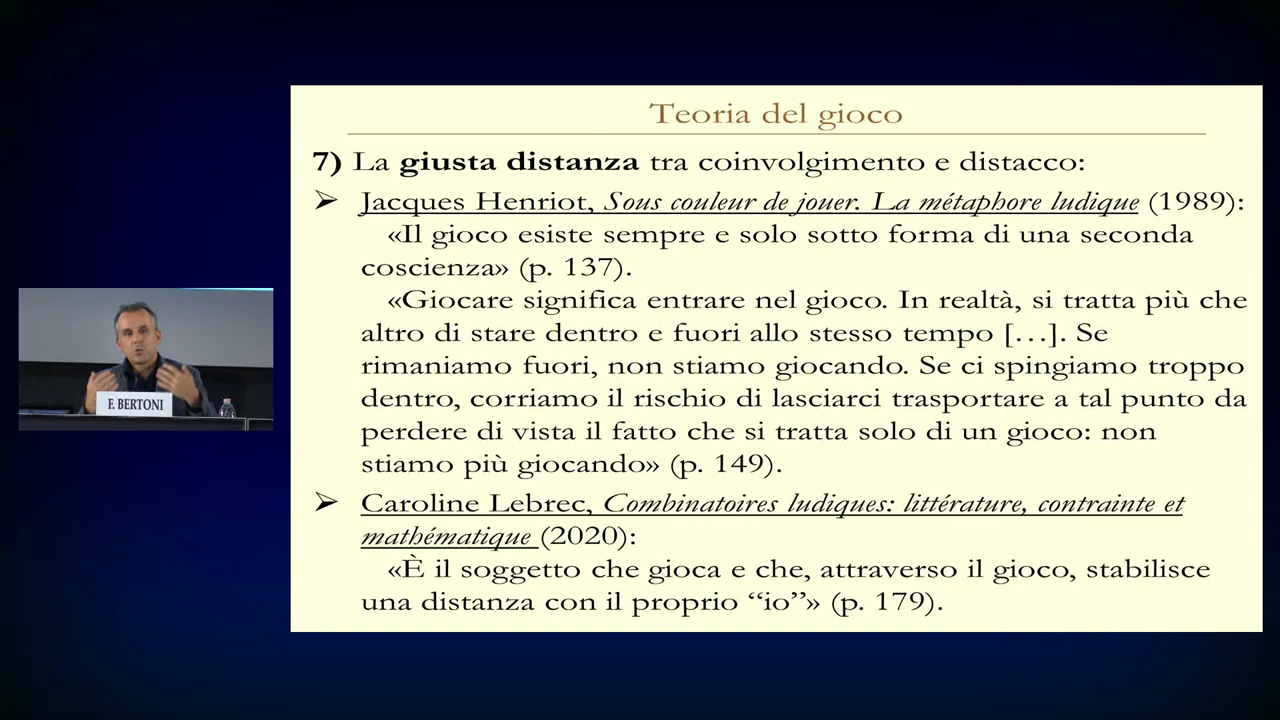 Teoria del gioco
7) La giusta distanza tra coinvolgimento e distacco:
➢ Jacques Henriot, Sous couleur de jouer. La métaphore ludique (1989):
«Il gioco esiste sempre e solo sotto forma di una seconda
coscienza» (p. 137).
«Giocare significa entrare nel gioco. In realtà, si tratta più che
altro di stare dentro e fuori allo stesso tempo […]. Se
rimaniamo fuori, non stiamo giocando. Se ci spingiamo troppo
dentro, corriamo il rischio di lasciarci trasportare a tal punto da
perdere di vista il fatto che si tratta solo di un gioco: non
stiamo più giocando» (p. 149).
➢ Caroline Lebrec, Combinatoires ludiques: littérature, contrainte et
mathématique (2020):
«È il soggetto che gioca e che, attraverso il gioco, stabilisce
una distanza con il proprio “io”» (p. 179).
F. BERTONI